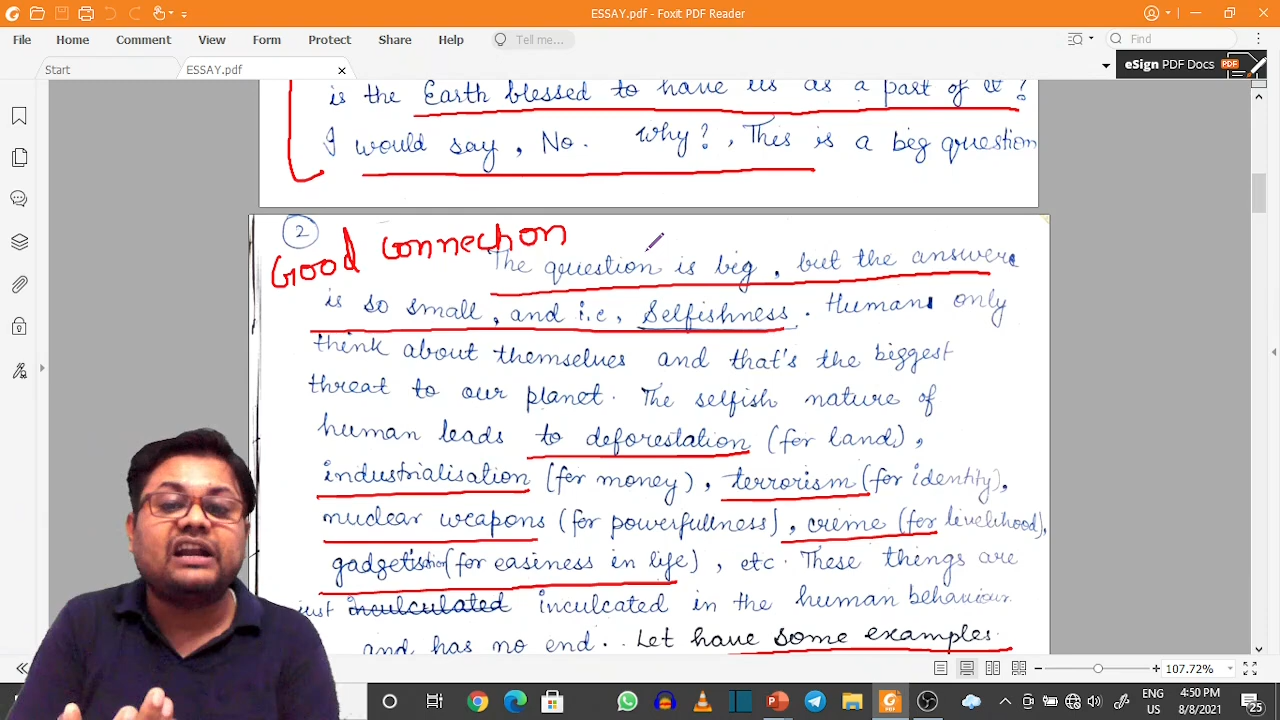 ESSAY.pdf - Foxit PDF Reader
File Home Comment View Form Protect Share Help Tell me... Find
Start ESSAY.pdf eSign PDF Docs PDF
is the Earth blessed to have us as a part of it?
I would say, No. Why?, This is a big question
2
Good connection
The question is big, but the answere
is so small, and i.e, Selfishness. Humans only
think about themselves and that's the biggest
threat to our planet. The selfish nature of
human leads to deforestation (for land),
industrialisation (for money), terrorism (for identity),
nuclear weapons (for powerfullness), crime (for livelihood),
(for easiness in life), etc. These things are
just inculculated inculcated in the human behaviour
and has no end.. Let have some examples.
107.72%
ENG 4:50 PM
US 8/8/2021 25